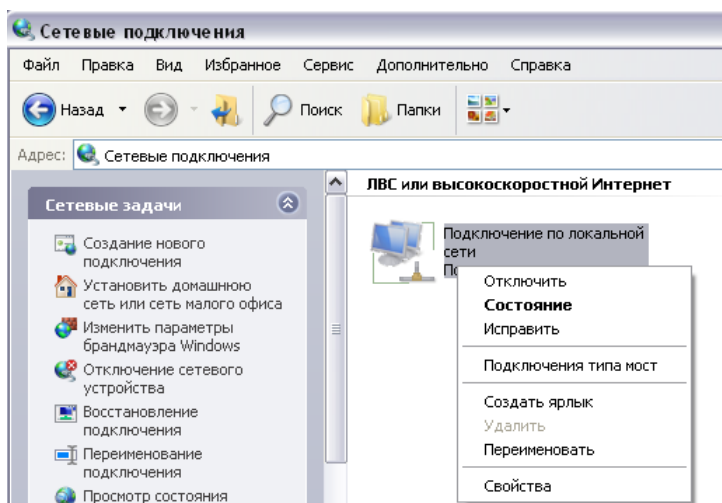 Сетевые подключения
Файл Правка Вид Избранное Сервис Дополнительно Справка
Назад Поиск Папки
Адрес: Сетевые подключения
Сетевые задачи
Создание нового
подключения
Установить домашнюю
сеть или сеть малого офиса
Изменить параметры
брандмауэра Windows
Отключение сетевого
устройства
Восстановление
подключения
Переименование
подключения
Просмотр состояния
ЛВС или высокоскоростной Интернет
Подключение по локальной
сети
Отключить
Состояние
Исправить
Подключения типа мост
Создать ярлык
Удалить
Переименовать
Свойства